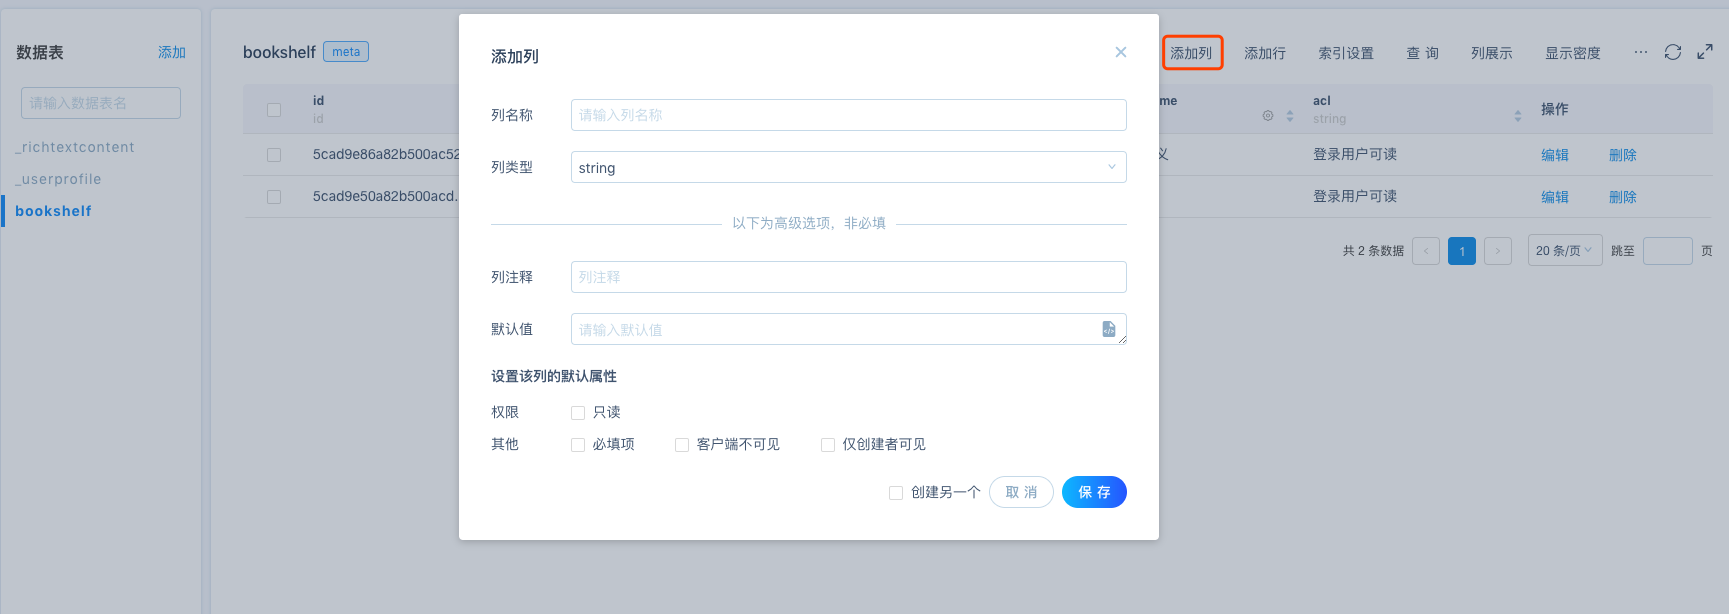 数据表 添加
请输入数据表名
_richtextcontent
_userprofile
bookshelf
bookshelf meta
添加列 添加行 索引设置 查 询 列展示 显示密度 ···
id
id
me
acl
string
操作
5cad9e86a82b500ac52
义 登录用户可读 编辑 删除
5cad9e50a82b500acd.
登录用户可读 编辑 删除
共 2 条数据 < 1 > 20 条/页 跳至 页
添加列
列名称 请输入列名称
列类型 string
以下为高级选项，非必填
列注释 列注释
默认值 请输入默认值
设置该列的默认属性
权限 只读
其他 必填项 客户端不可见 仅创建者可见
创建另一个 取 消 保 存